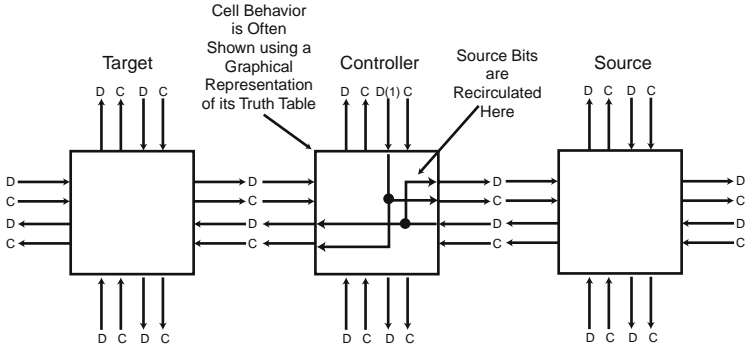 Cell Behavior
is Often
Shown using a
Graphical
Representation
of its Truth Table
Target
Controller
Source Bits
are
Recirculated
Here
Source
D C D C
D C D(1) C
D C D C
D D D D
C C C C
D D D D
C C C C
D C D C
D C D C
D C D C